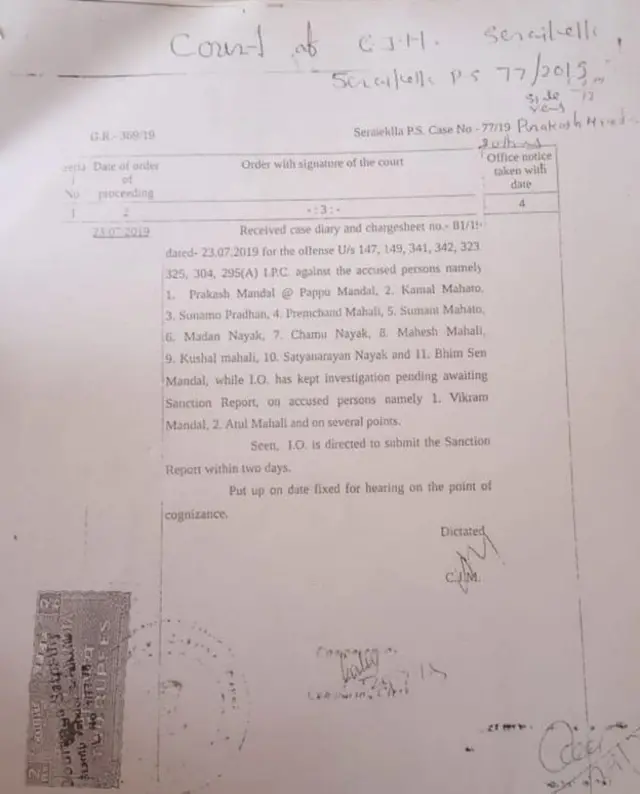 Court of C.J.M. Seraikella,
Seraikella P.S 77/2019
G.R.- 369/19
Seraieklla P.S. Case No - 77/19 Prakash
Date of order of proceeding
Order with signature of the court
Office notice taken with date
No
1 2 - : 3 : - 4
23.07.2019
Received case diary and chargesheet no.-
dated- 23.07.2019 for the offense U/s 147, 149, 341, 342, 323
325, 304, 295(A) I.P.C. against the accused persons namely
1. Prakash Mandal @ Pappu Mandal, 2. Kamal Mahato,
3. Sunamo Pradhan, 4. Premchand Mahali, 5. Sumant Mahato,
6. Madan Nayak, 7. Chamu Nayak, 8. Mahesh Mahali,
9. Kushal mahali, 10. Satyanarayan Nayak and 11. Bhim Sen
Mandal, while I.O. has kept investigation pending awaiting
Sanction Report, on accused persons namely 1. Vikram
Mandal, 2. Atul Mahali and on several points.
Seen, I.O. is directed to submit the Sanction
Report within two days.
Put up on date fixed for hearing on the point of
cognizance.
Dictated
C.J.M.
RUPEES